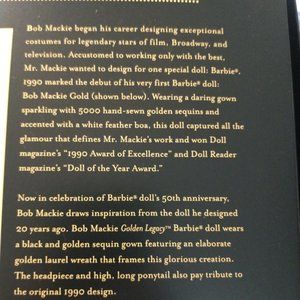 Bob Mackie began his career designing exceptional
costumes for legendary stars of film, Broadway, and
television. Accustomed to working only with the best,
Mr. Mackie wanted to design for one special doll: Barbie®.
1990 marked the debut of his very first Barbie® doll:
Bob Mackie Gold (shown below). Wearing a daring gown
sparkling with 5000 hand-sewn golden sequins and
accented with a white feather boa, this doll captured all the
glamour that defines Mr. Mackie's work and won Doll
magazine's "1990 Award of Excellence" and Doll Reader
magazine's "Doll of the Year Award."
Now in celebration of Barbie® doll's 50th anniversary,
Bob Mackie draws inspiration from the doll he designed
20 years ago. Bob Mackie Golden Legacy™ Barbie® doll wears
a black and golden sequin gown featuring an elaborate
golden laurel wreath that frames this glorious creation.
The headpiece and high, long ponytail also pay tribute to
the original 1990 design.